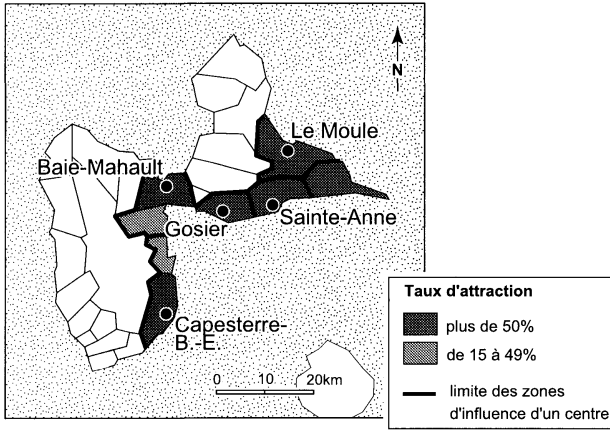 N
Le Moule
Baie-Mahault
Gosier
Sainte-Anne
Capesterre-
B.-E.
0 10 20km
Taux d'attraction
plus de 50%
de 15 à 49%
limite des zones
d'influence d'un centre